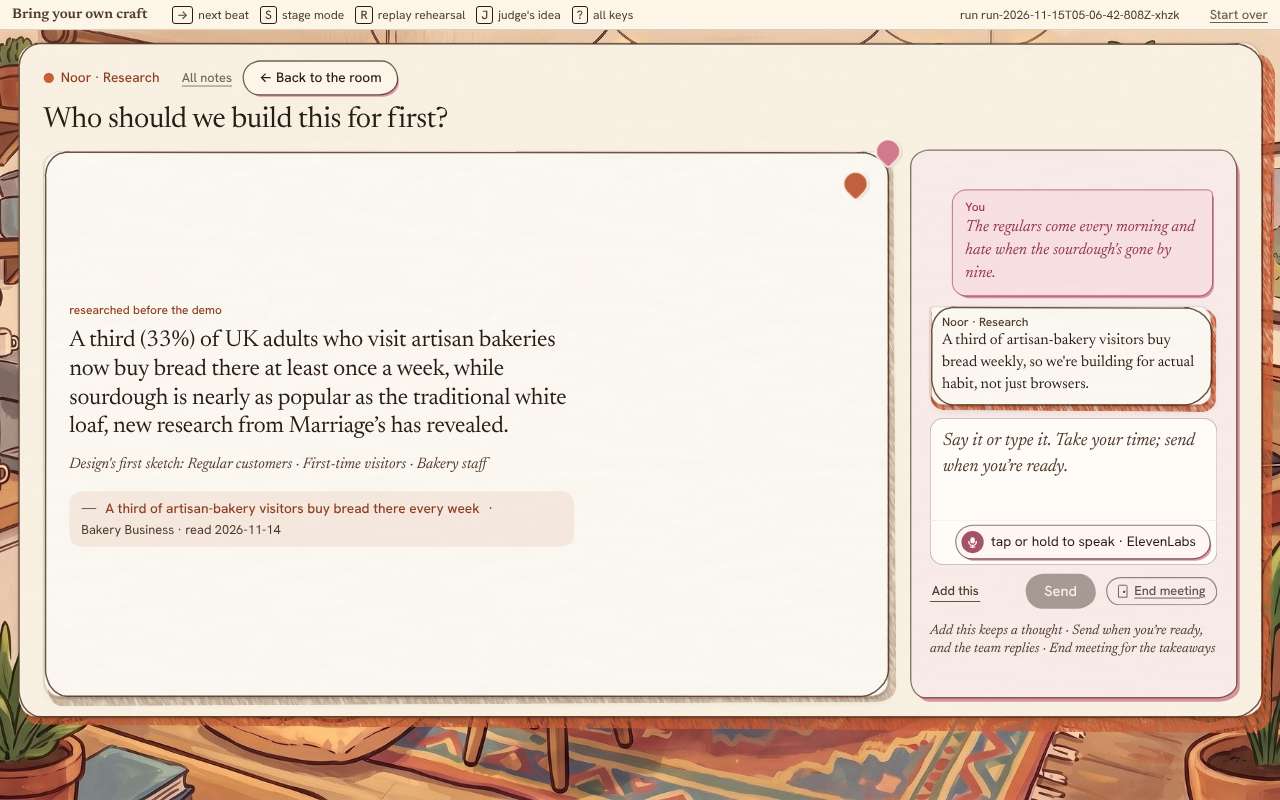 Bring your own craft
→ next beat S stage mode R replay rehearsal J judge's idea ? all keys
run run-2026-11-15T05-06-42-808Z-xhzk
Start over
Noor · Research
All notes
← Back to the room
Who should we build this for first?
researched before the demo
A third (33%) of UK adults who visit artisan bakeries
now buy bread there at least once a week, while
sourdough is nearly as popular as the traditional white
loaf, new research from Marriage’s has revealed.
Design's first sketch: Regular customers · First-time visitors · Bakery staff
— A third of artisan-bakery visitors buy bread there every week ·
Bakery Business · read 2026-11-14
You
The regulars come every morning and
hate when the sourdough's gone by
nine.
Noor · Research
A third of artisan-bakery visitors buy
bread weekly, so we're building for actual
habit, not just browsers.
Say it or type it. Take your time; send
when you’re ready.
tap or hold to speak · ElevenLabs
Add this
Send
End meeting
Add this keeps a thought · Send when you’re ready,
and the team replies · End meeting for the takeaways